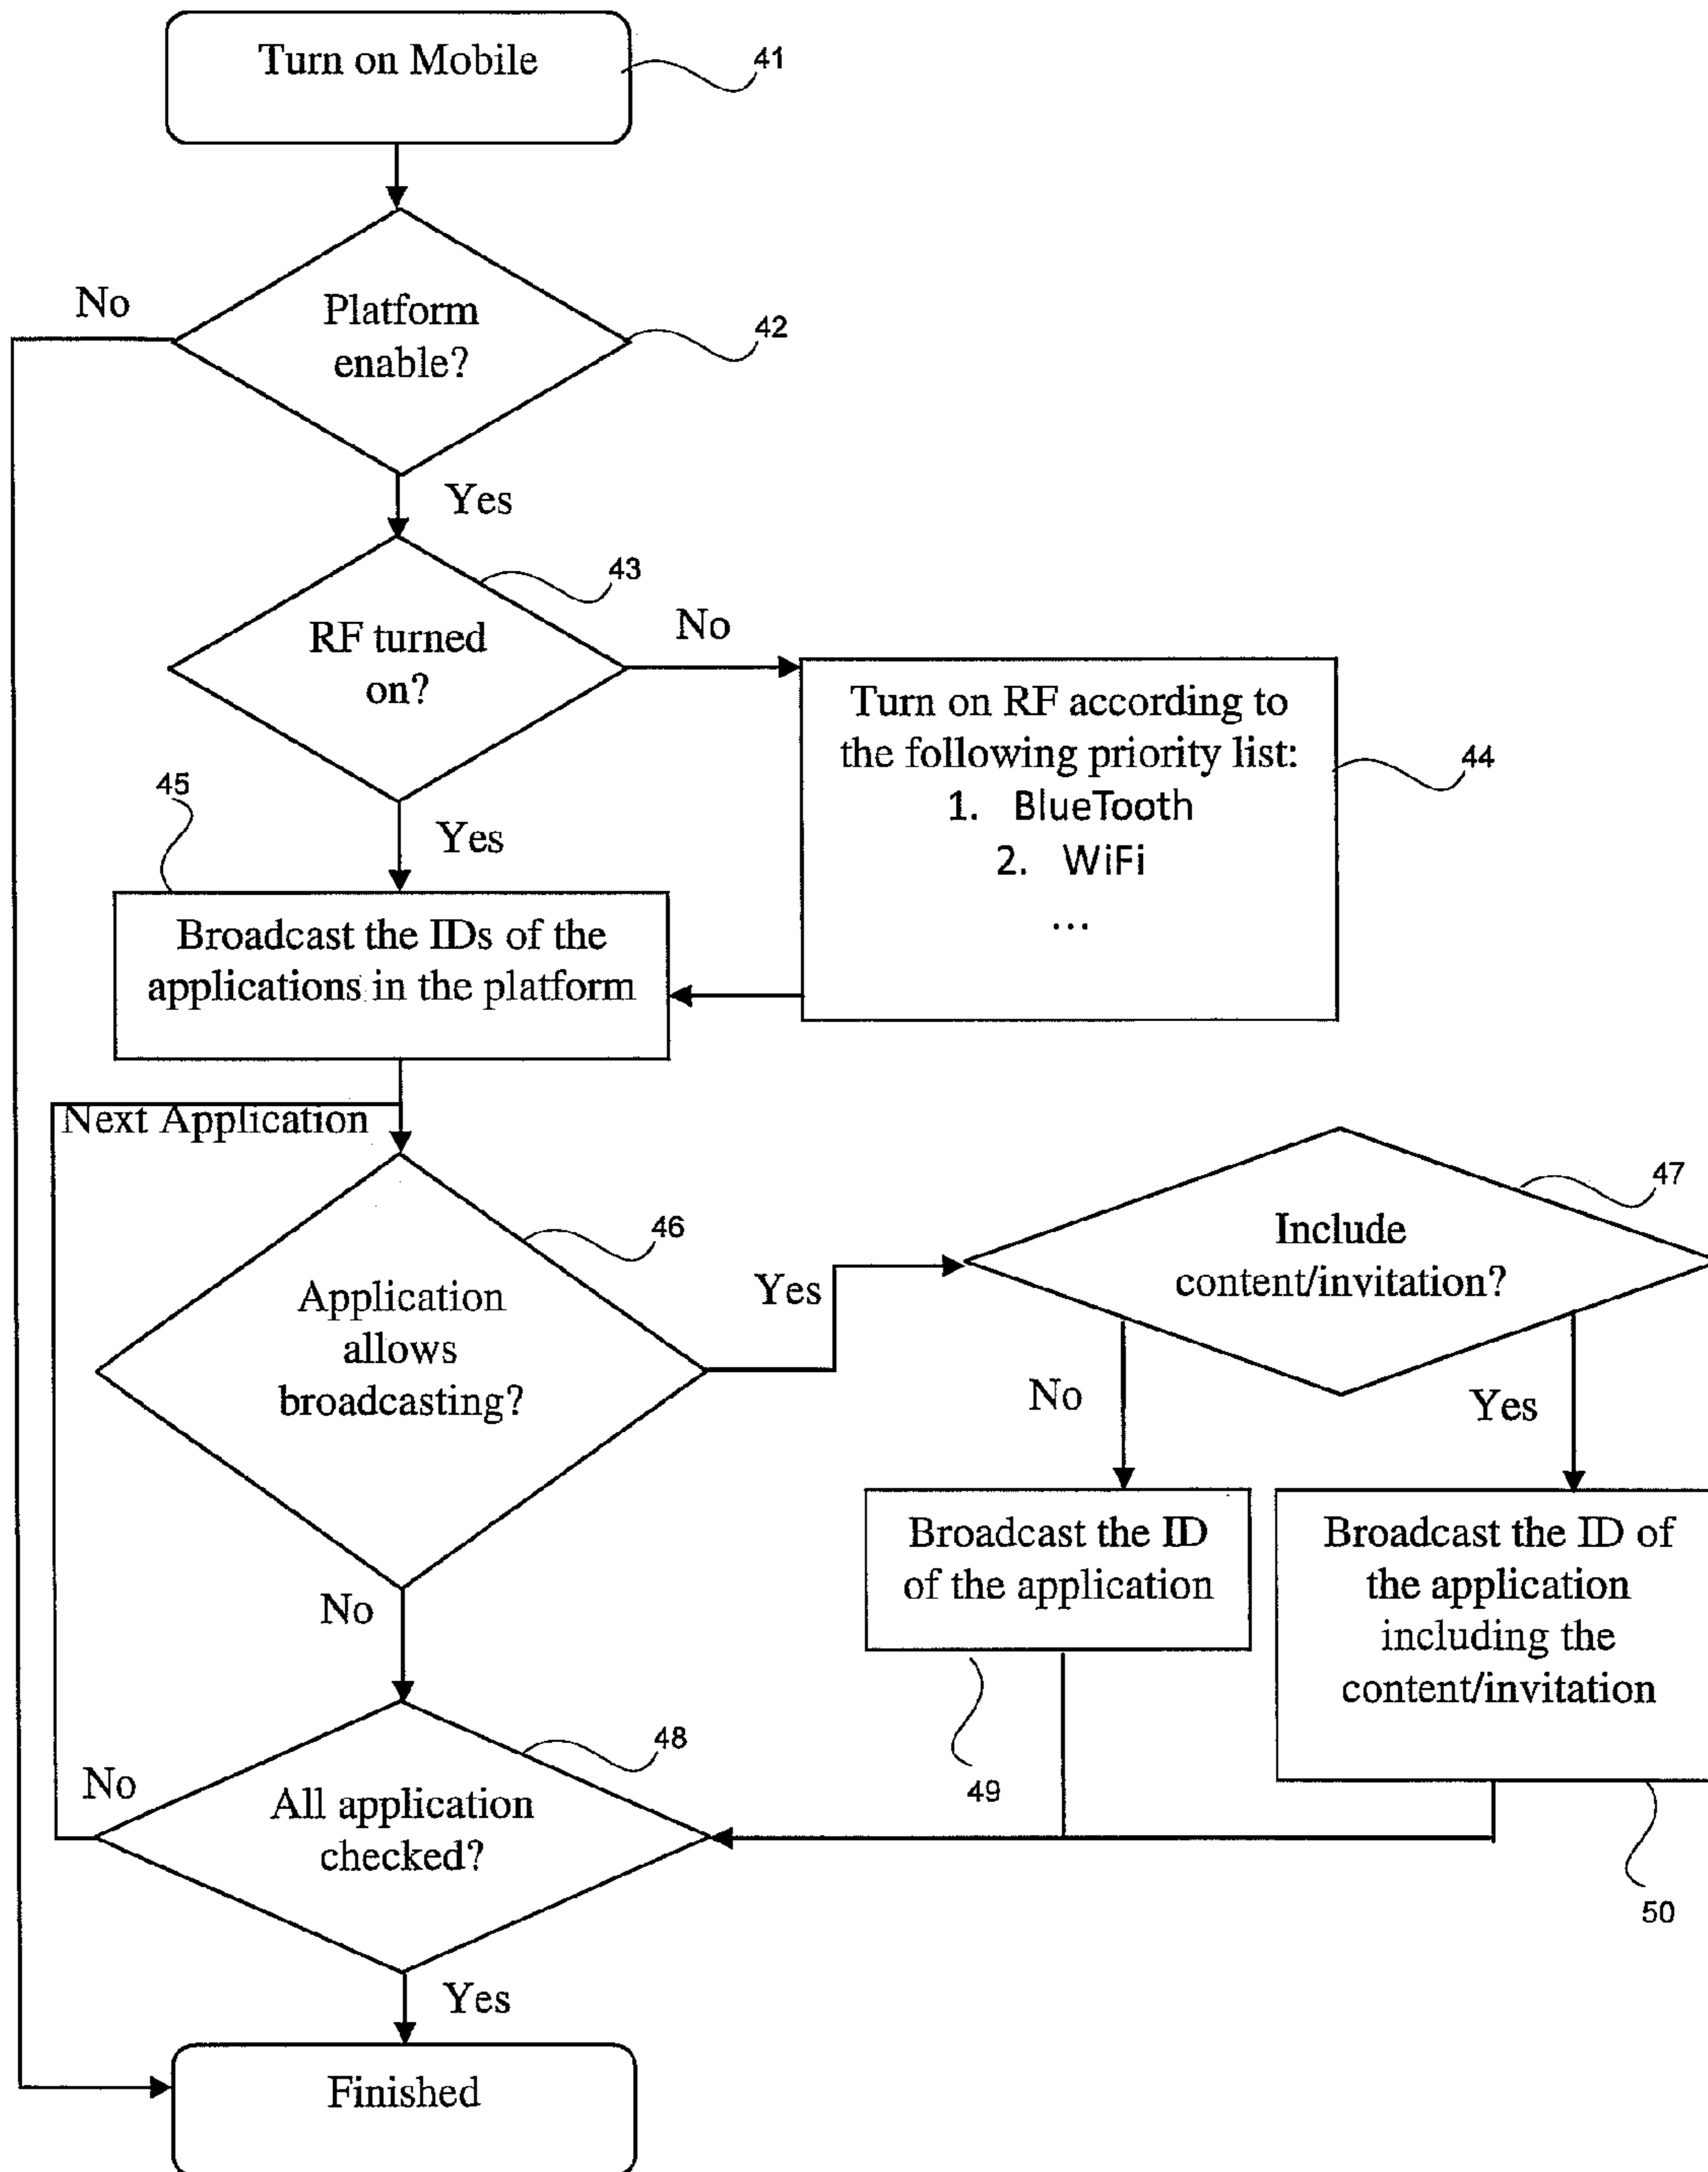 Turn on Mobile
41
Platform
enable?
42
No
Yes
43
RF turned
on?
No
Turn on RF according to
the following priority list:
1. BlueTooth
2. WiFi
...
44
Yes
45
Broadcast the IDs of the
applications in the platform
Next Application
46
Application
allows
broadcasting?
Yes
47
Include
content/invitation?
No
Yes
No
Broadcast the ID
of the application
49
Broadcast the ID of
the application
including the
content/invitation
50
48
All application
checked?
No
Yes
Finished